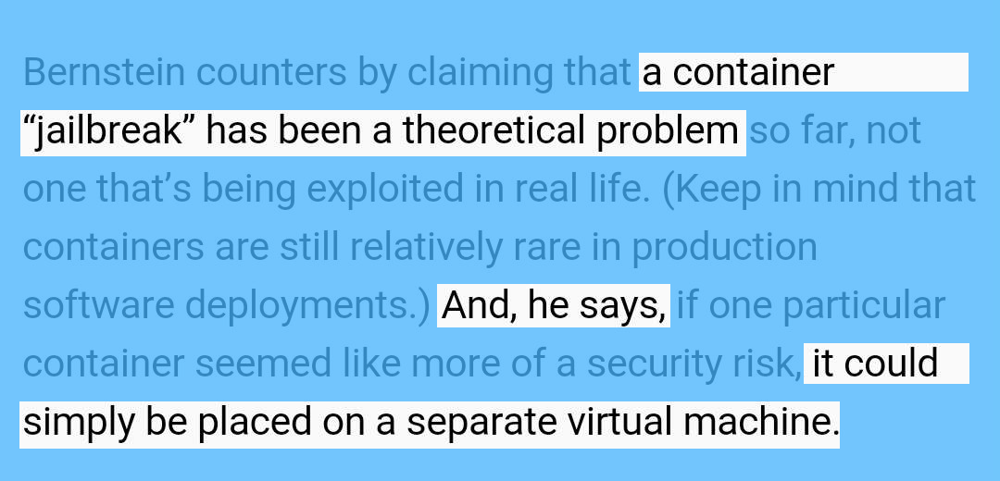 Bernstein counters by claiming that a container
“jailbreak” has been a theoretical problem so far, not
one that’s being exploited in real life. (Keep in mind that
containers are still relatively rare in production
software deployments.) And, he says, if one particular
container seemed like more of a security risk, it could
simply be placed on a separate virtual machine.